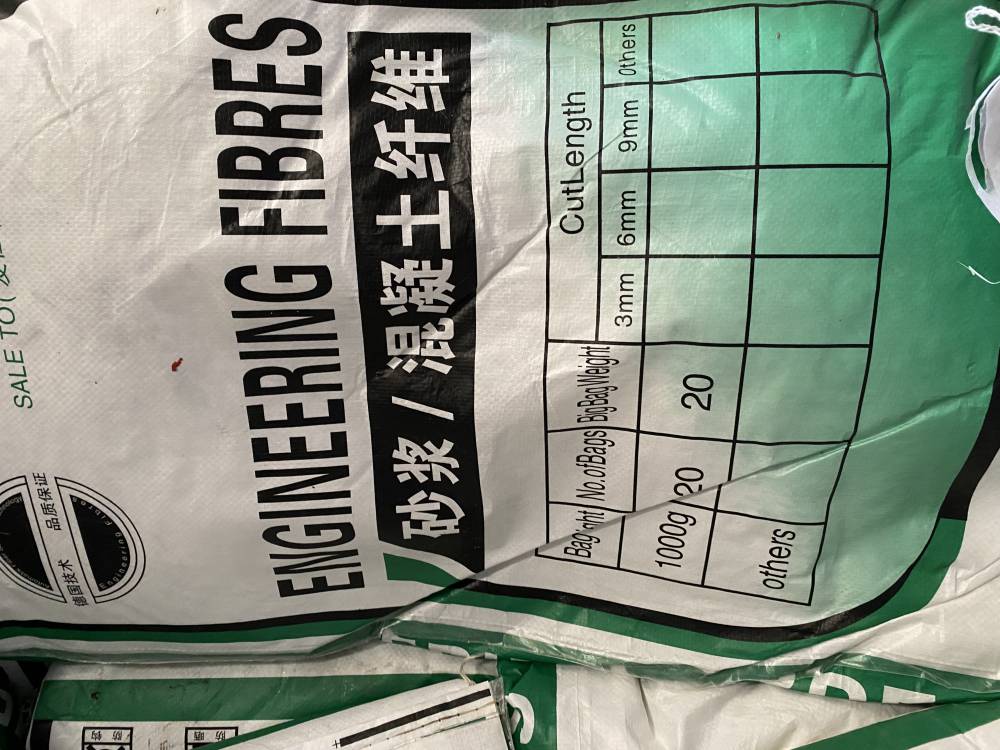 SALE TO(
德国技术
品质保证
Engineering
ENGINEERING FIBRES
砂浆/混凝土纤维
Bag No.ofBags BigBagWeight CutLength
3mm 6mm 9mm Others
1000g 20 20
others